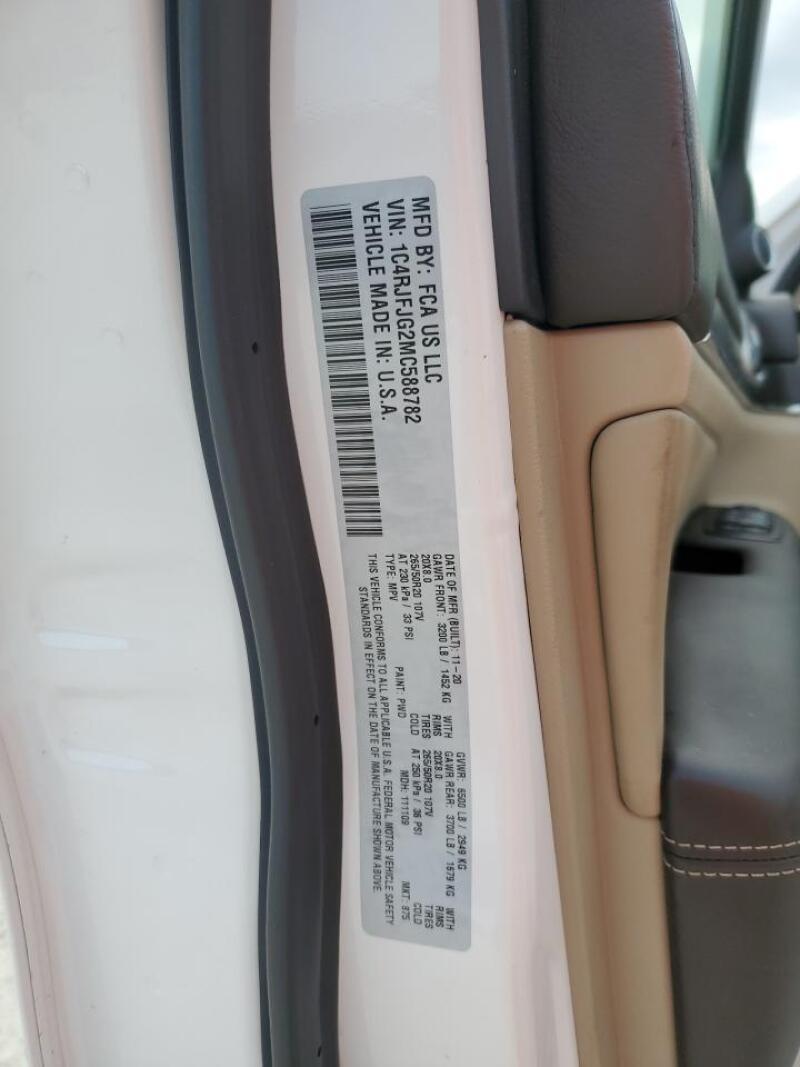 MFD BY: FCA US LLC
VIN: 1C4RJFJG2MC588782
VEHICLE MADE IN: U.S.A.
DATE OF MFR (BUILT): 11-20 GVWR: 6500 LB / 2949 KG
GAWR FRONT: 3200 LB / 1452 KG WITH GAWR REAR: 3700 LB / 1679 KG WITH
20X8.0 RIMS 20X8.0 RIMS
265/50R20 107V TIRES 265/50R20 107V TIRES
AT 230 kPa / 33 PSI COLD AT 250 kPa / 36 PSI COLD
TYPE: MPV PAINT: PWD MDH: 111109 MKT: 875
THIS VEHICLE CONFORMS TO ALL APPLICABLE U.S.A. FEDERAL MOTOR VEHICLE SAFETY
STANDARDS IN EFFECT ON THE DATE OF MANUFACTURE SHOWN ABOVE.